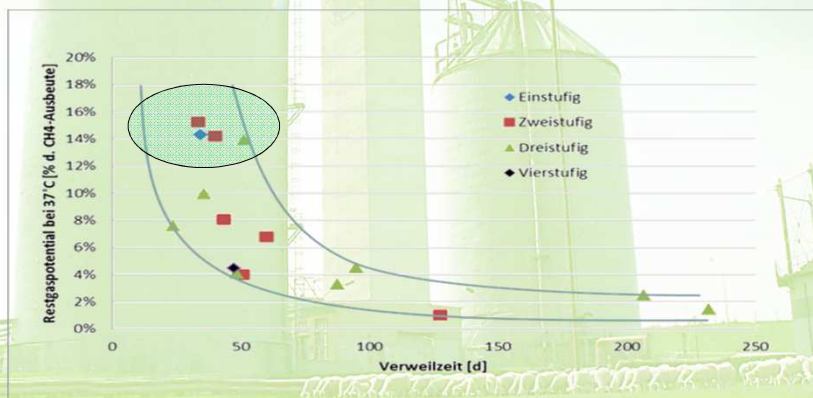 20%
18%
16%
14%
12%
10%
8%
6%
4%
2%
0%
Restgaspotential bei 37°C [% d. CH4-Ausbeute]
Einstufig
Zweistufig
Dreistufig
Vierstufig
0 50 100 150 200 250
Verweilzeit [d]